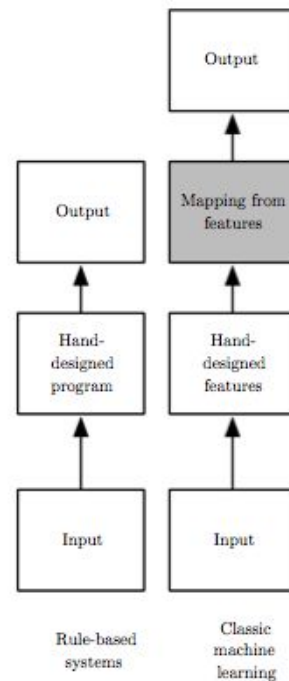 Output
Output
Mapping from
features
Hand-
designed
program
Hand-
designed
features
Input
Input
Rule-based
systems
Classic
machine
learning